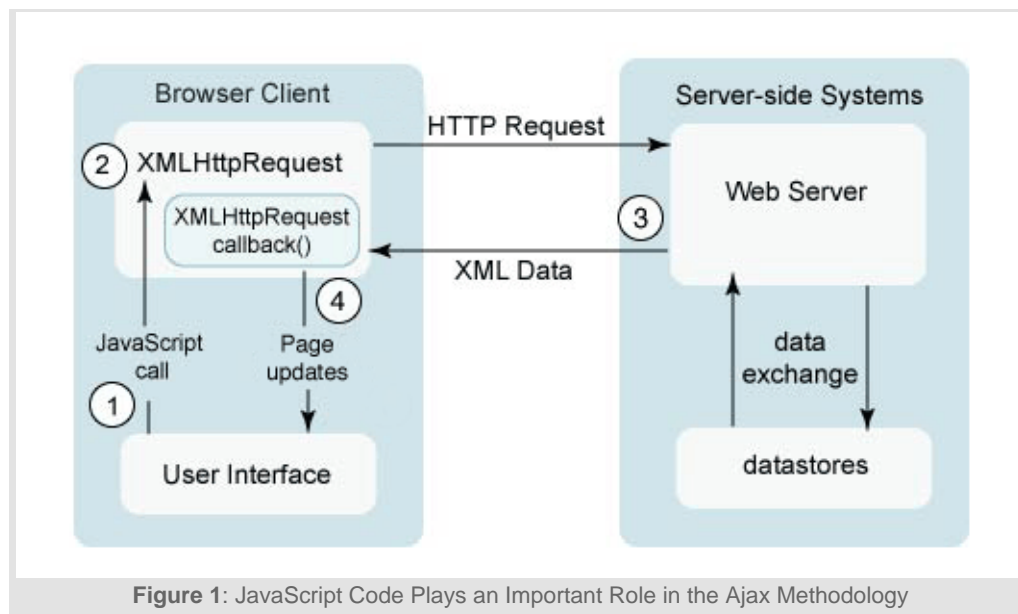 Browser Client
Server-side Systems
HTTP Request
2
XMLHttpRequest
XMLHttpRequest
callback()
Web Server
3
XML Data
4
JavaScript
call
Page
updates
data
exchange
1
User Interface
datastores
Figure 1: JavaScript Code Plays an Important Role in the Ajax Methodology